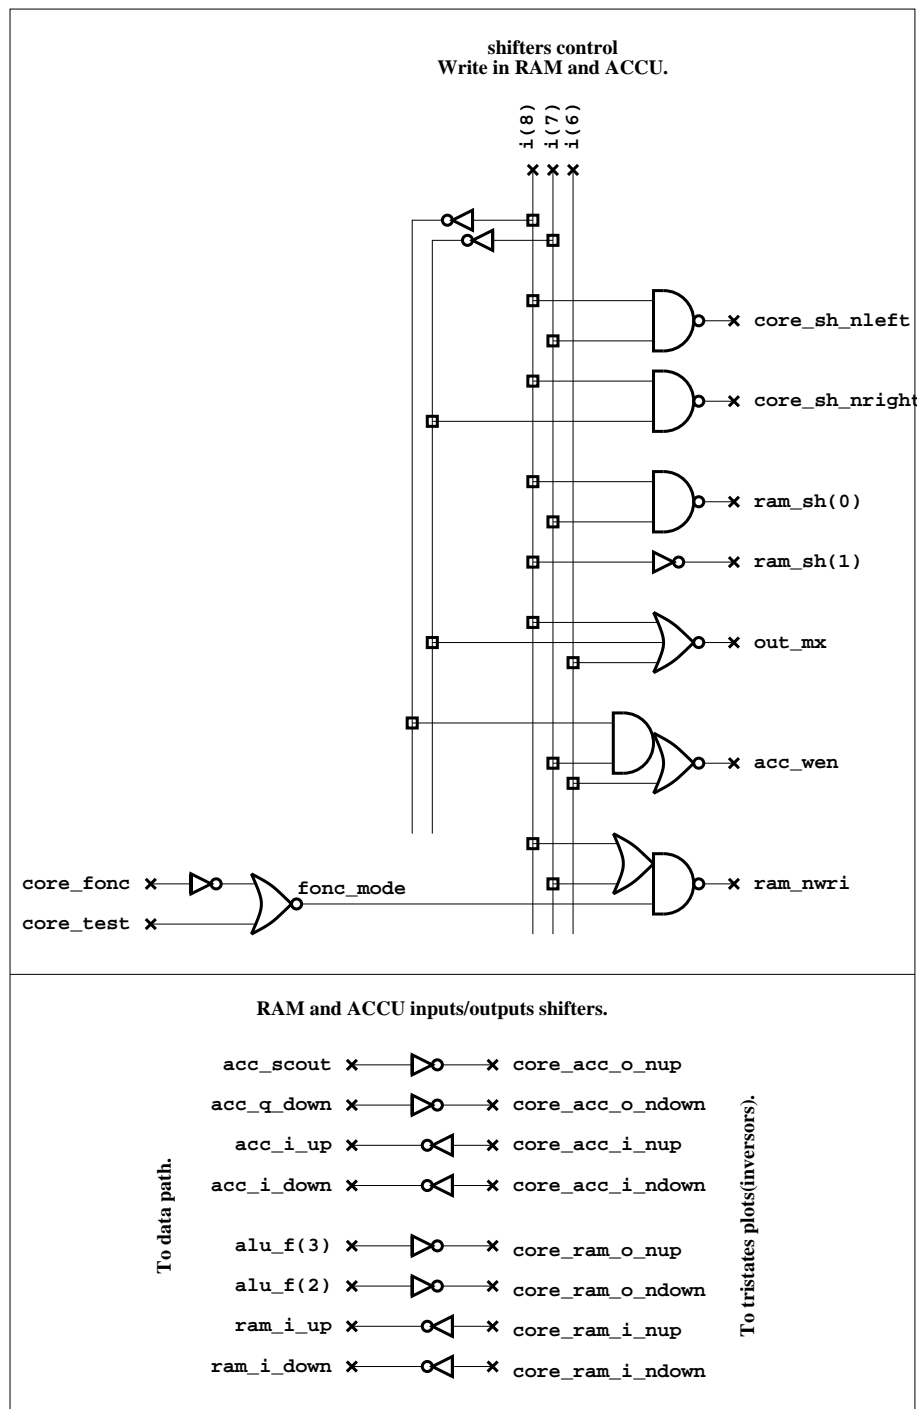 shifters control
Write in RAM and ACCU.
i(8)
i(7)
i(6)
core_sh_nleft
core_sh_nright
ram_sh(0)
ram_sh(1)
out_mx
acc_wen
core_fonc
fonc_mode
ram_nwri
core_test
RAM and ACCU inputs/outputs shifters.
To data path.
acc_scout core_acc_o_nup
acc_q_down core_acc_o_ndown
acc_i_up core_acc_i_nup
acc_i_down core_acc_i_ndown
alu_f(3) core_ram_o_nup
alu_f(2) core_ram_o_ndown
ram_i_up core_ram_i_nup
ram_i_down core_ram_i_ndown
To tristates plots(inversors).